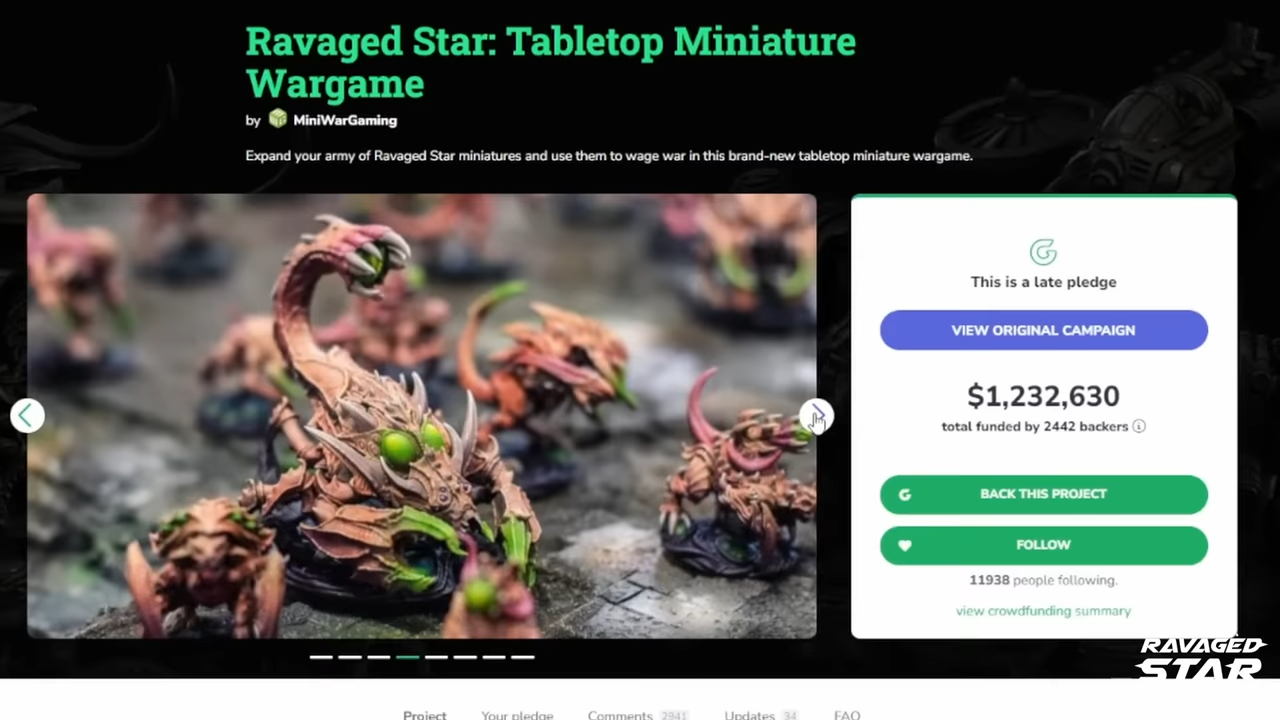 Ravaged Star: Tabletop Miniature
Wargame
by MiniWarGaming
Expand your army of Ravaged Star miniatures and use them to wage war in this brand-new tabletop miniature wargame.
This is a late pledge
VIEW ORIGINAL CAMPAIGN
$1,232,630
total funded by 2442 backers
BACK THIS PROJECT
FOLLOW
11938 people following.
view crowdfunding summary
RAVAGED
STAR
Project Your pledge Comments 2941 Updates 34 FAQ